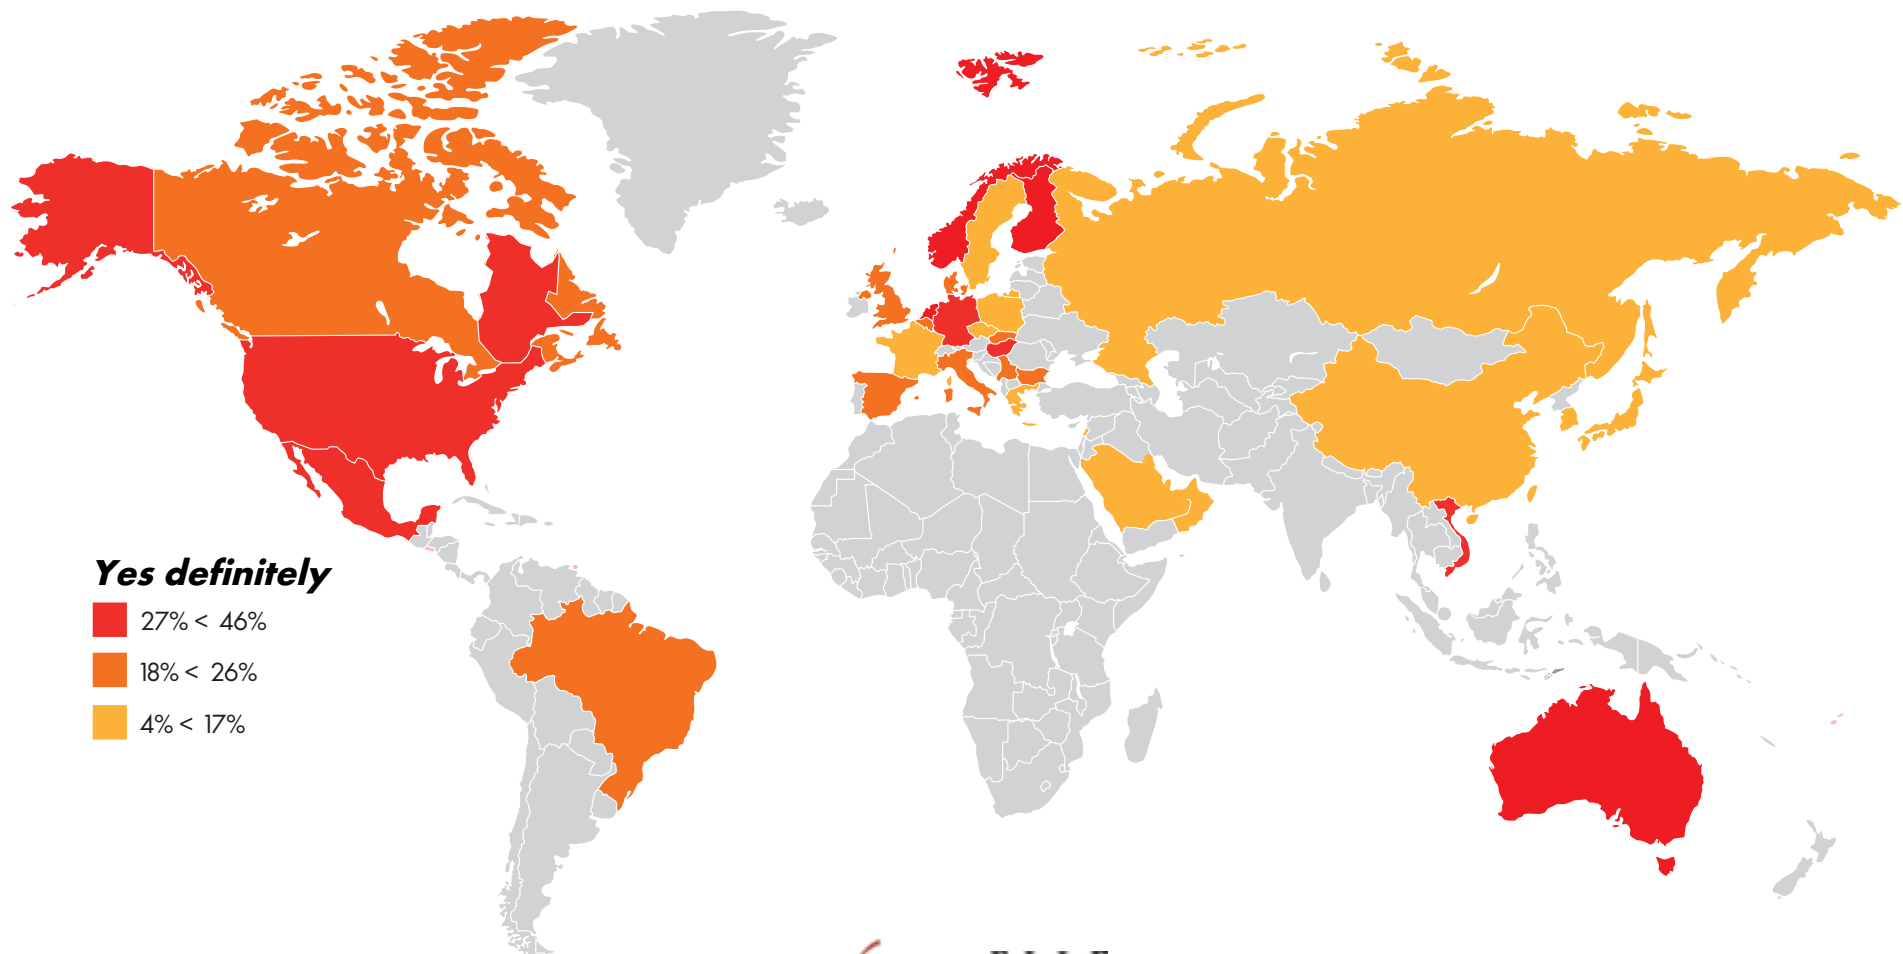 Yes definitely
27% < 46%
18% < 26%
4% < 17%